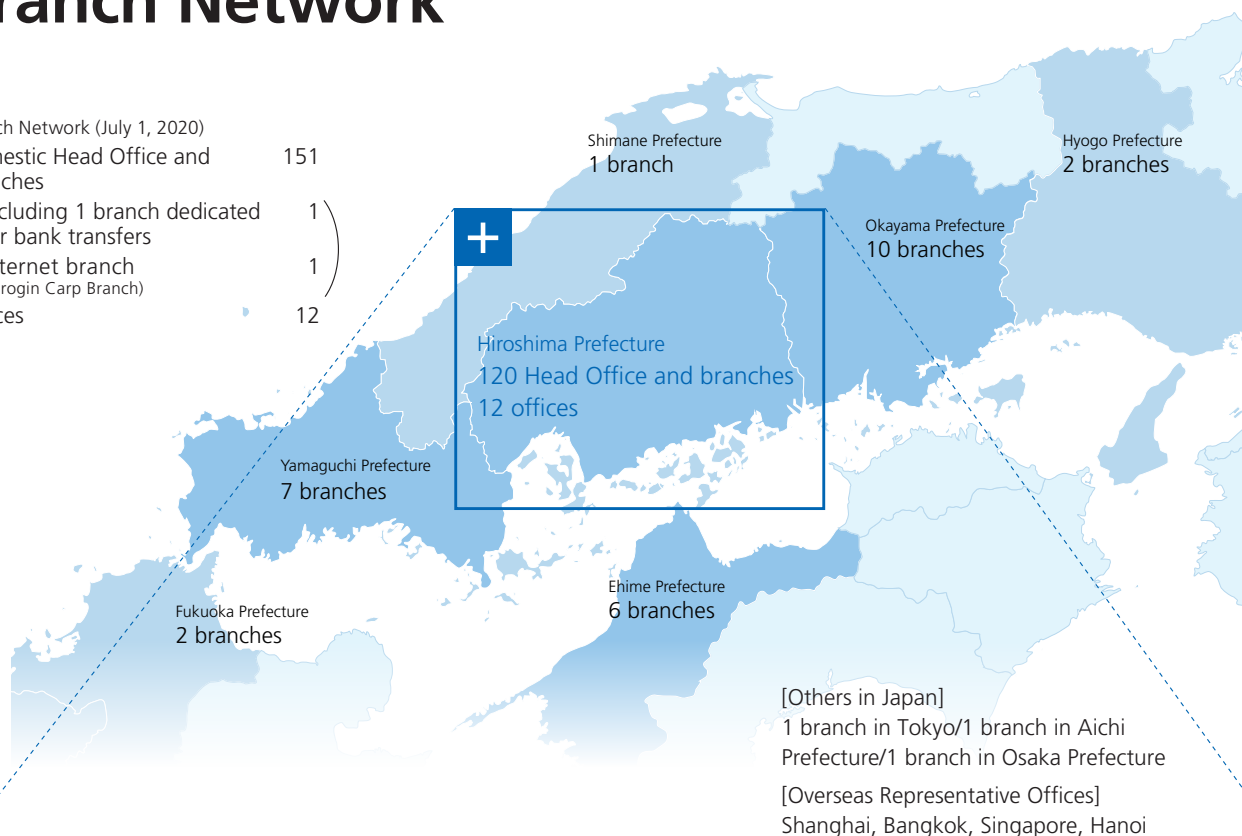 ranch Network
ch Network (July 1, 2020)
nestic Head Office and 151
ches
cluding 1 branch dedicated 1
r bank transfers
ternet branch 1
rogin Carp Branch)
ces 12
Shimane Prefecture
1 branch
Hyogo Prefecture
2 branches
Okayama Prefecture
10 branches
+
Hiroshima Prefecture
120 Head Office and branches
12 offices
Yamaguchi Prefecture
7 branches
Ehime Prefecture
6 branches
Fukuoka Prefecture
2 branches
[Others in Japan]
1 branch in Tokyo/1 branch in Aichi
Prefecture/1 branch in Osaka Prefecture
[Overseas Representative Offices]
Shanghai, Bangkok, Singapore, Hanoi